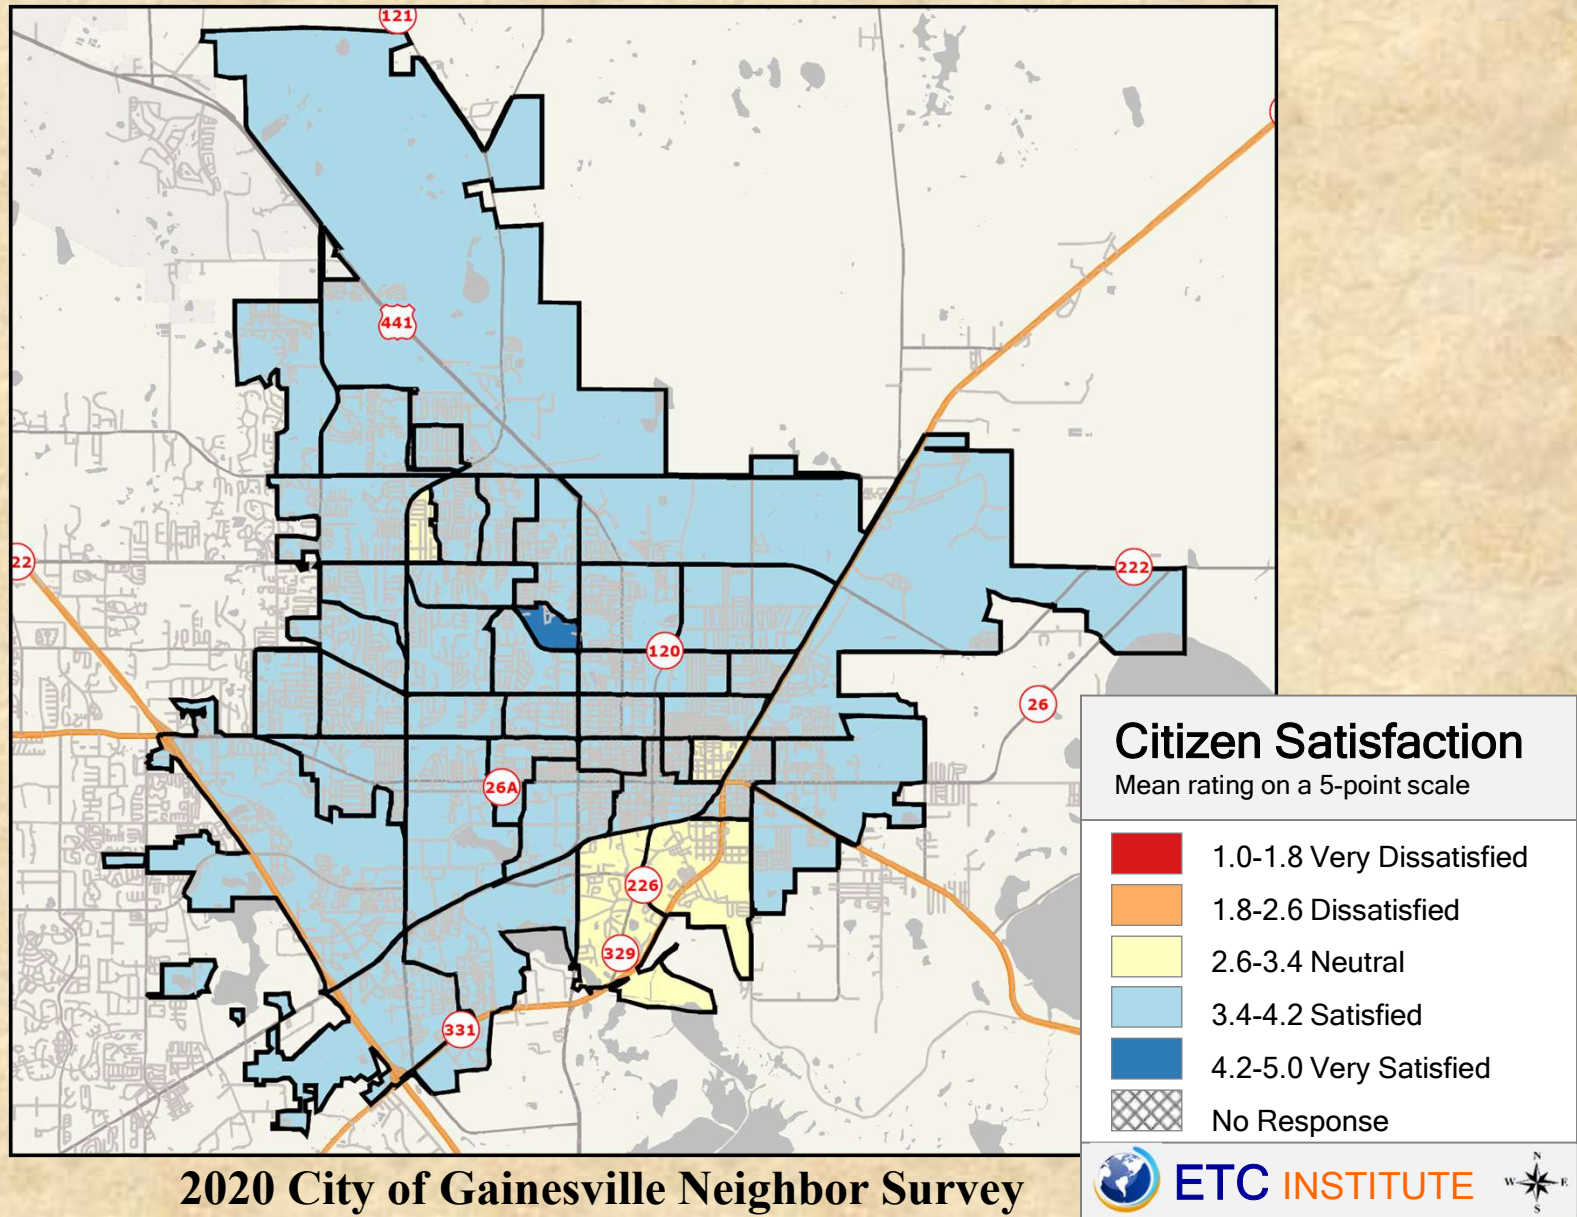 121
441
22
222
120
26
26A
226
329
331
Citizen Satisfaction
Mean rating on a 5-point scale
1.0-1.8 Very Dissatisfied
1.8-2.6 Dissatisfied
2.6-3.4 Neutral
3.4-4.2 Satisfied
4.2-5.0 Very Satisfied
No Response
ETC INSTITUTE
N
W E
S
2020 City of Gainesville Neighbor Survey